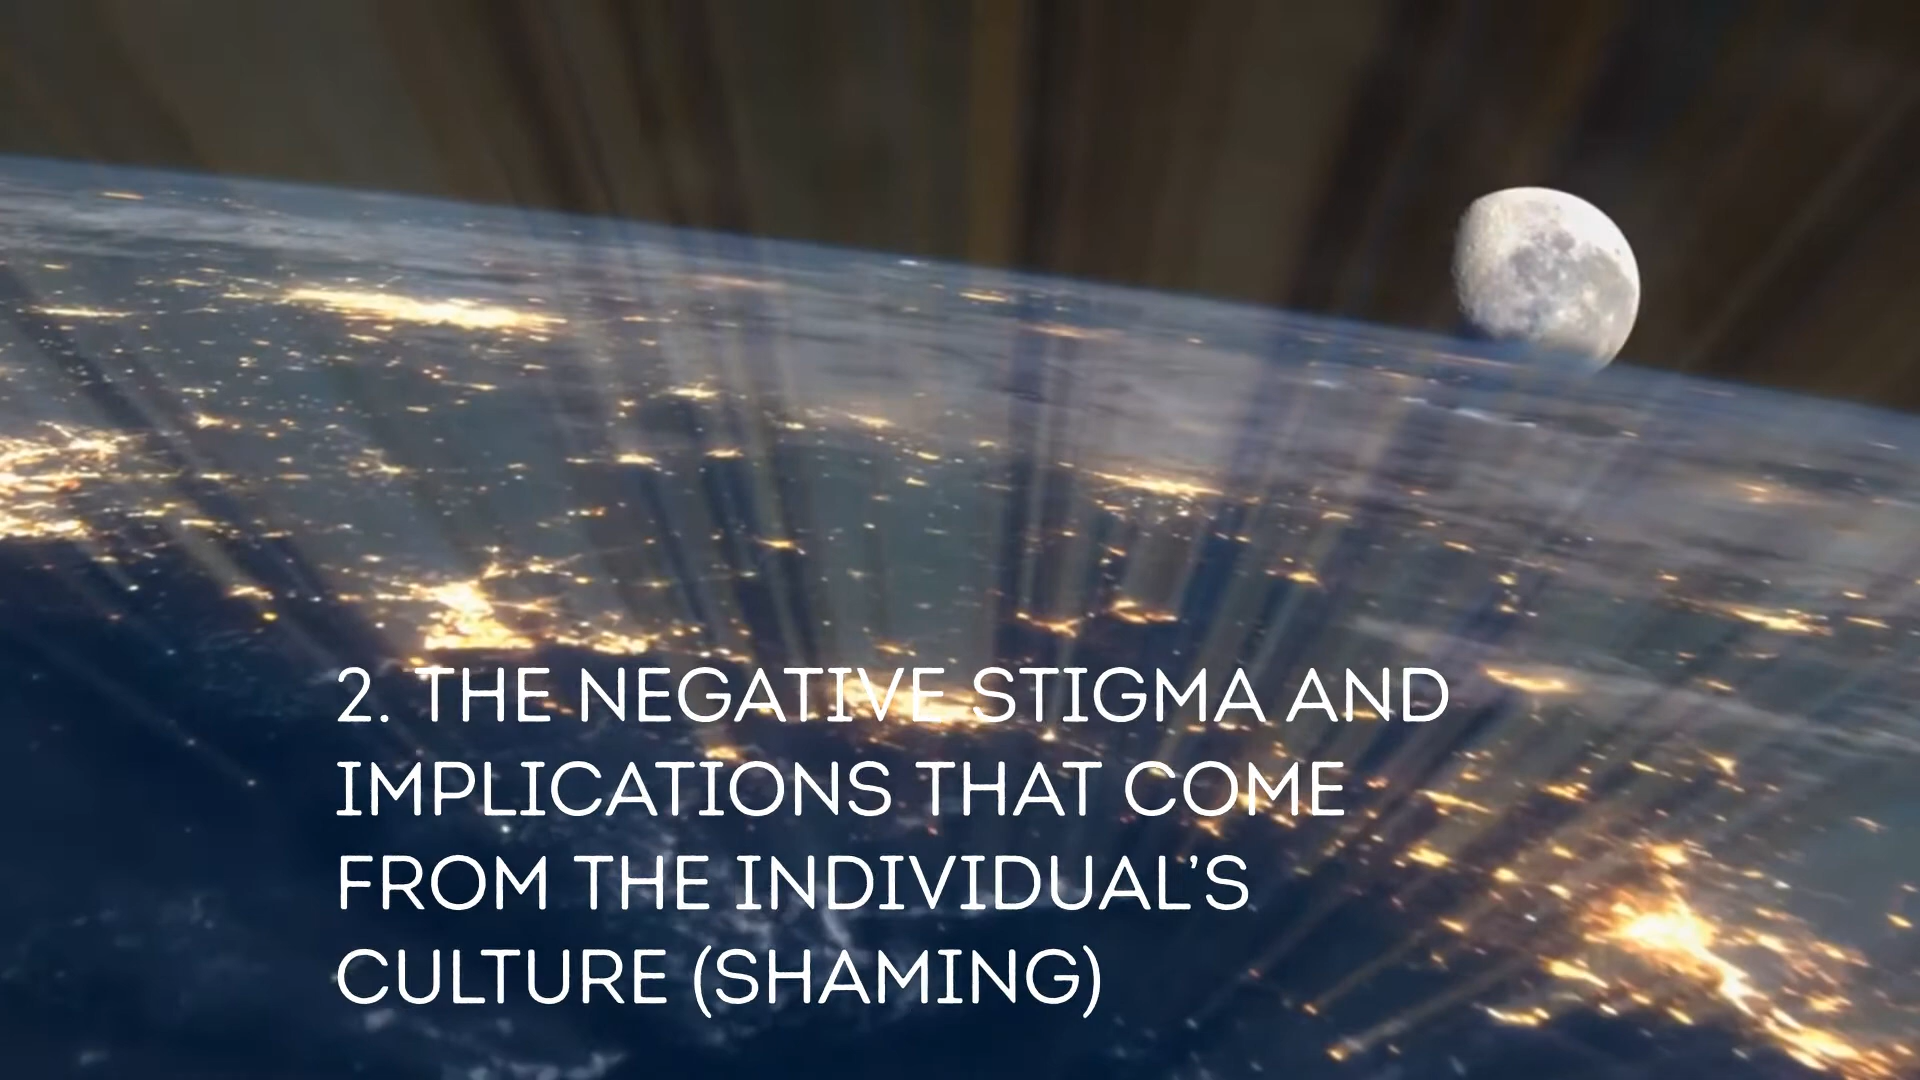 2. THE NEGATIVE STIGMA AND
IMPLICATIONS THAT COME
FROM THE INDIVIDUAL'S
CULTURE (SHAMING)